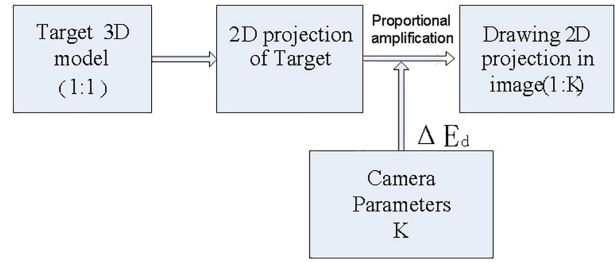 Target 3D
model
(1:1)
2D projection
of Target
Proportional
amplification
Drawing 2D
projection in
image(1:K)
Δ Ed
Camera
Parameters
K